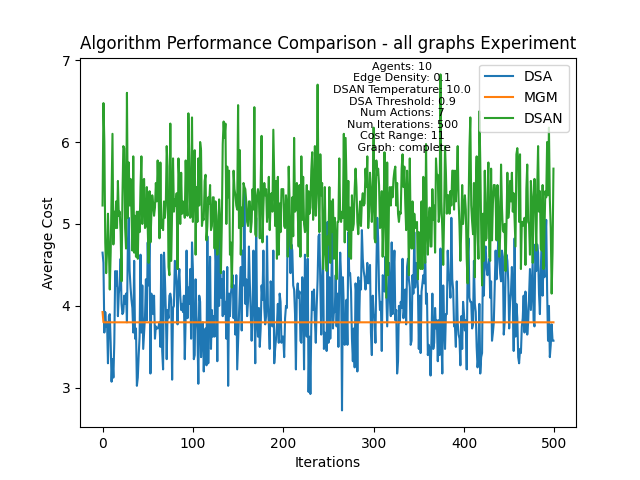 Algorithm Performance Comparison - all graphs Experiment
Agents: 10
Edge Density: 0.1
DSAN Temperature: 10.0
DSA Threshold: 0.9
Num Actions: 7
Num Iterations: 500
Cost Range: 11
Graph: complete
DSA
MGM
DSAN
Average Cost
7
6
5
4
3
0
100
200
300
400
500
Iterations